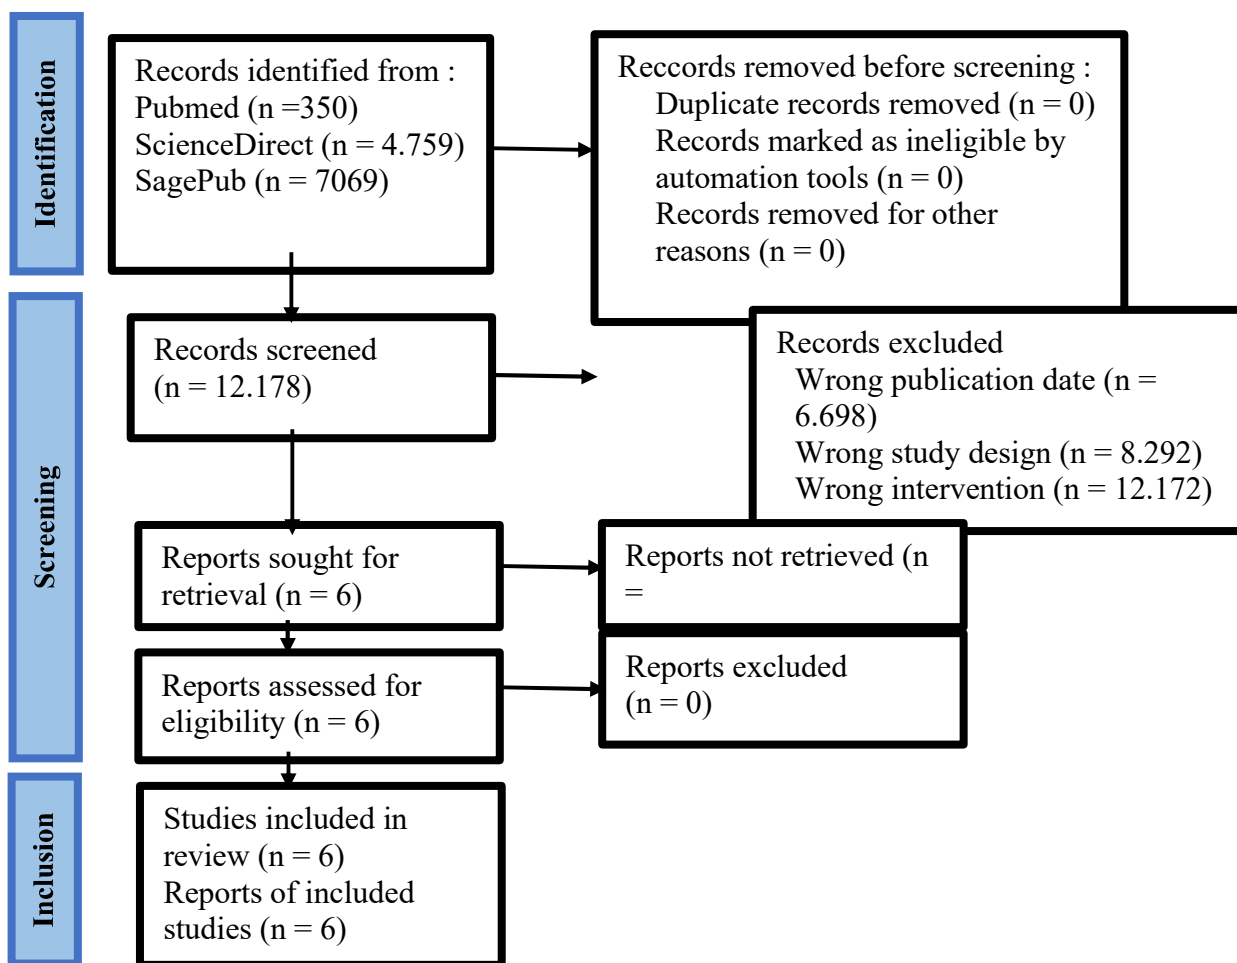 Identification
Records identified from :
Pubmed (n =350)
ScienceDirect (n = 4.759)
SagePub (n = 7069)
Reccords removed before screening :
Duplicate records removed (n = 0)
Records marked as ineligible by
automation tools (n = 0)
Records removed for other
reasons (n = 0)
Screening
Records screened
(n = 12.178)
Records excluded
Wrong publication date (n =
6.698)
Wrong study design (n = 8.292)
Wrong intervention (n = 12.172)
Reports sought for
retrieval (n = 6)
Reports not retrieved (n
=
Reports assessed for
eligibility (n = 6)
Reports excluded
(n = 0)
Inclusion
Studies included in
review (n = 6)
Reports of included
studies (n = 6)